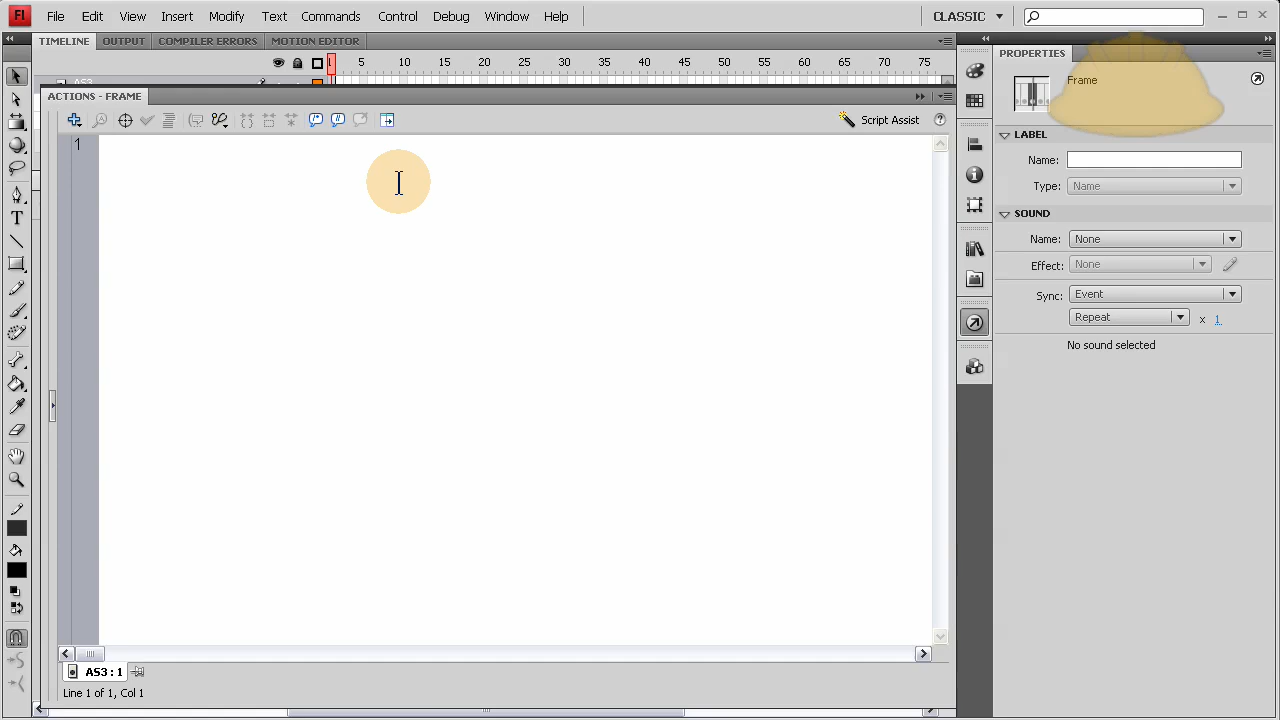 Fl File Edit View Insert Modify Text Commands Control Debug Window Help CLASSIC
TIMELINE OUTPUT COMPILER ERRORS MOTION EDITOR
1 5 10 15 20 25 30 35 40 45 50 55 60 65 70 75
AS3
ACTIONS - FRAME
Script Assist
1
AS3 : 1
Line 1 of 1, Col 1
PROPERTIES
Frame
LABEL
Name:
Type: Name
SOUND
Name: None
Effect: None
Sync: Event
Repeat x 1
No sound selected